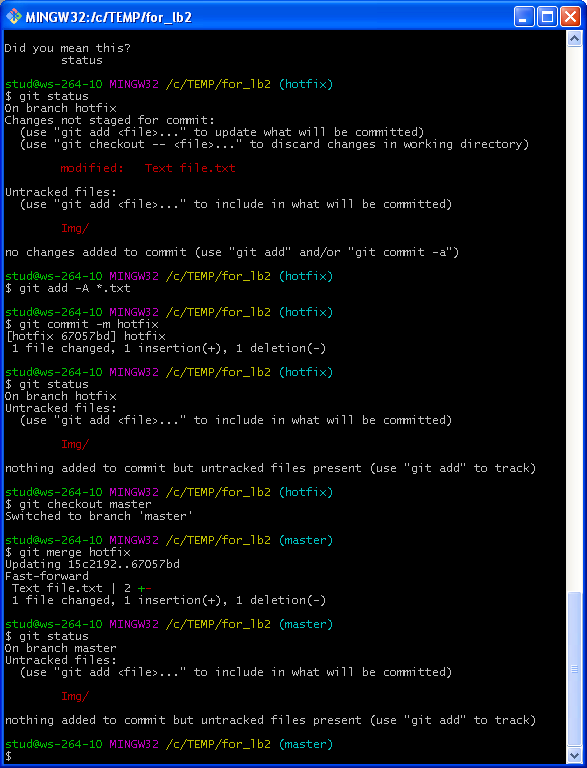 MINGW32:/c/TEMP/for_lb2
Did you mean this?
        status
stud@ws-264-10 MINGW32 /c/TEMP/for_lb2 (hotfix)
$ git status
On branch hotfix
Changes not staged for commit:
  (use "git add <file>..." to update what will be committed)
  (use "git checkout -- <file>..." to discard changes in working directory)
        modified:   Text file.txt
Untracked files:
  (use "git add <file>..." to include in what will be committed)
        Img/
no changes added to commit (use "git add" and/or "git commit -a")
stud@ws-264-10 MINGW32 /c/TEMP/for_lb2 (hotfix)
$ git add -A *.txt
stud@ws-264-10 MINGW32 /c/TEMP/for_lb2 (hotfix)
$ git commit -m hotfix
[hotfix 67057bd] hotfix
 1 file changed, 1 insertion(+), 1 deletion(-)
stud@ws-264-10 MINGW32 /c/TEMP/for_lb2 (hotfix)
$ git status
On branch hotfix
Untracked files:
  (use "git add <file>..." to include in what will be committed)
        Img/
nothing added to commit but untracked files present (use "git add" to track)
stud@ws-264-10 MINGW32 /c/TEMP/for_lb2 (hotfix)
$ git checkout master
Switched to branch 'master'
stud@ws-264-10 MINGW32 /c/TEMP/for_lb2 (master)
$ git merge hotfix
Updating 15c2192..67057bd
Fast-forward
 Text file.txt | 2 +-
 1 file changed, 1 insertion(+), 1 deletion(-)
stud@ws-264-10 MINGW32 /c/TEMP/for_lb2 (master)
$ git status
On branch master
Untracked files:
  (use "git add <file>..." to include in what will be committed)
        Img/
nothing added to commit but untracked files present (use "git add" to track)
stud@ws-264-10 MINGW32 /c/TEMP/for_lb2 (master)
$